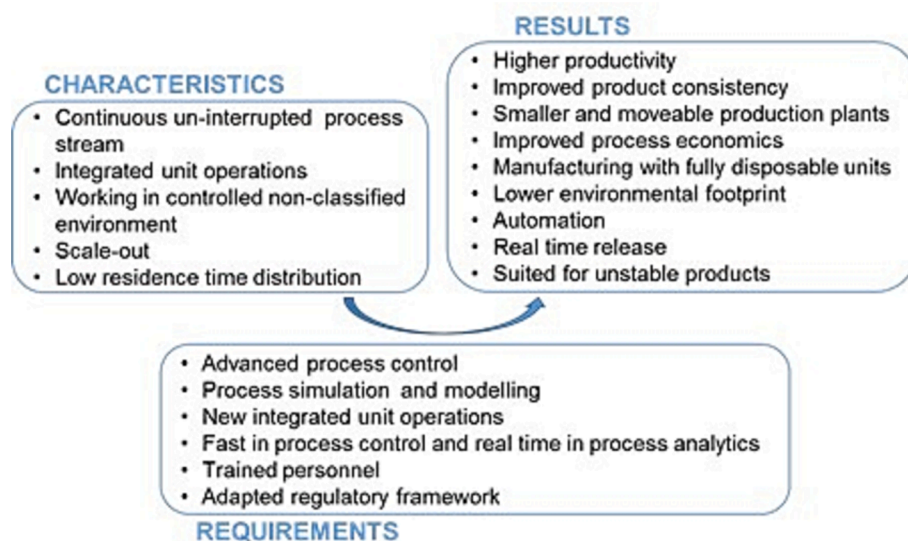 CHARACTERISTICS
• Continuous un-interrupted process
stream
• Integrated unit operations
• Working in controlled non-classified
environment
• Scale-out
• Low residence time distribution
RESULTS
• Higher productivity
• Improved product consistency
• Smaller and moveable production plants
• Improved process economics
• Manufacturing with fully disposable units
• Lower environmental footprint
• Automation
• Real time release
• Suited for unstable products
• Advanced process control
• Process simulation and modelling
• New integrated unit operations
• Fast in process control and real time in process analytics
• Trained personnel
• Adapted regulatory framework
REQUIREMENTS